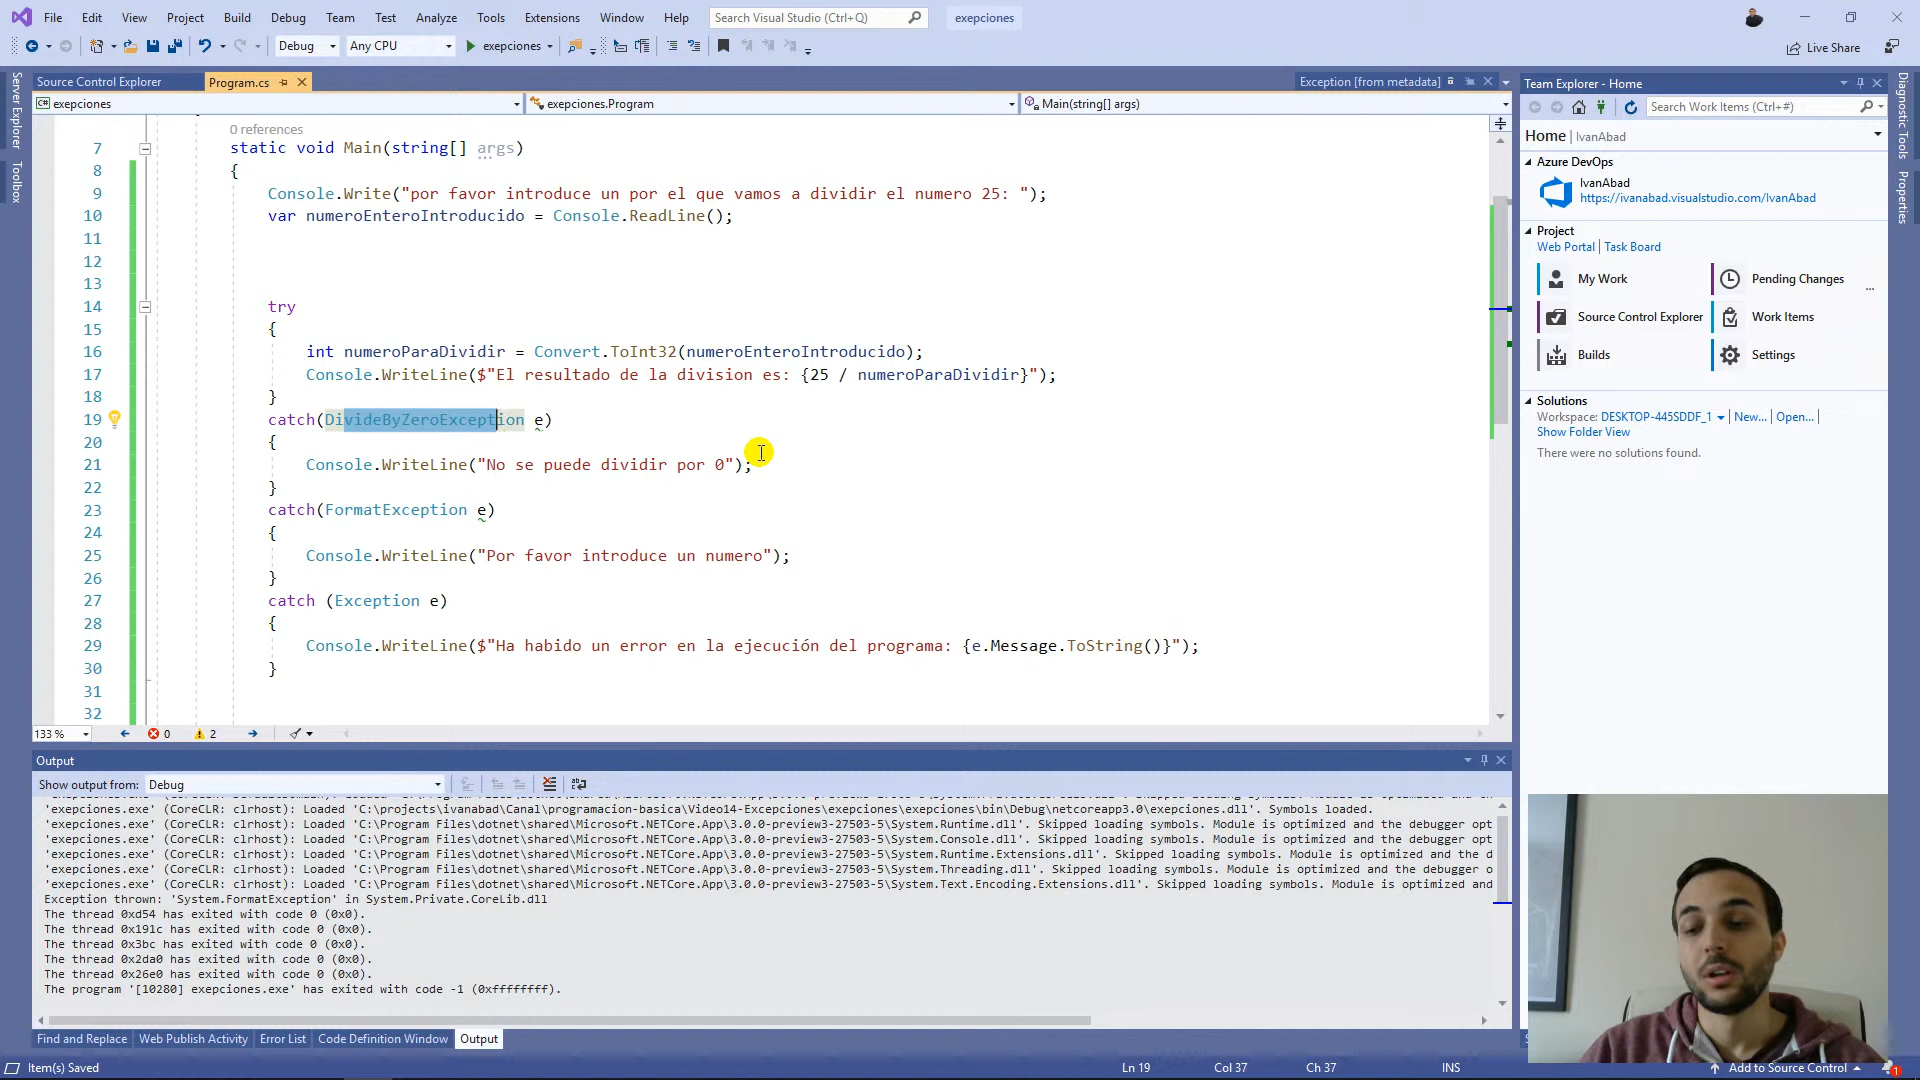 File Edit View Project Build Debug Team Test Analyze Tools Extensions Window Help Search Visual Studio (Ctrl+Q) exepciones
Debug Any CPU exepciones Live Share
Server Explorer
Toolbox
Source Control Explorer Program.cs Exception [from metadata]
C# exepciones exepciones.Program Main(string[] args)
0 references
7 static void Main(string[] args)
8 {
9 Console.Write("por favor introduce un por el que vamos a dividir el numero 25: ");
10 var numeroEnteroIntroducido = Console.ReadLine();
11
12
13
14 try
15 {
16 int numeroParaDividir = Convert.ToInt32(numeroEnteroIntroducido);
17 Console.WriteLine($"El resultado de la division es: {25 / numeroParaDividir}");
18 }
19 catch(DivideByZeroException e)
20 {
21 Console.WriteLine("No se puede dividir por 0");
22 }
23 catch(FormatException e)
24 {
25 Console.WriteLine("Por favor introduce un numero");
26 }
27 catch (Exception e)
28 {
29 Console.WriteLine($"Ha habido un error en la ejecución del programa: {e.Message.ToString()}");
30 }
31
32
133 % 0 2
Output
Show output from: Debug
'exepciones.exe' (CoreCLR: clrhost): Loaded 'C:\projects\ivanabad\Canal\programacion-basica\Video14-Excepciones\exepciones\exepciones\bin\Debug\netcoreapp3.0\exepciones.dll'. Symbols loaded.
'exepciones.exe' (CoreCLR: clrhost): Loaded 'C:\Program Files\dotnet\shared\Microsoft.NETCore.App\3.0.0-preview3-27503-5\System.Runtime.dll'. Skipped loading symbols. Module is optimized and the debugger opt
'exepciones.exe' (CoreCLR: clrhost): Loaded 'C:\Program Files\dotnet\shared\Microsoft.NETCore.App\3.0.0-preview3-27503-5\System.Console.dll'. Skipped loading symbols. Module is optimized and the debugger opt
'exepciones.exe' (CoreCLR: clrhost): Loaded 'C:\Program Files\dotnet\shared\Microsoft.NETCore.App\3.0.0-preview3-27503-5\System.Runtime.Extensions.dll'. Skipped loading symbols. Module is optimized and the d
'exepciones.exe' (CoreCLR: clrhost): Loaded 'C:\Program Files\dotnet\shared\Microsoft.NETCore.App\3.0.0-preview3-27503-5\System.Threading.dll'. Skipped loading symbols. Module is optimized and the debugger o
'exepciones.exe' (CoreCLR: clrhost): Loaded 'C:\Program Files\dotnet\shared\Microsoft.NETCore.App\3.0.0-preview3-27503-5\System.Text.Encoding.Extensions.dll'. Skipped loading symbols. Module is optimized and
Exception thrown: 'System.FormatException' in System.Private.CoreLib.dll
The thread 0xd54 has exited with code 0 (0x0).
The thread 0x191c has exited with code 0 (0x0).
The thread 0x3bc has exited with code 0 (0x0).
The thread 0x2da0 has exited with code 0 (0x0).
The thread 0x26e0 has exited with code 0 (0x0).
The program '[10280] exepciones.exe' has exited with code -1 (0xffffffff).
Find and Replace Web Publish Activity Error List Code Definition Window Output
Item(s) Saved Ln 19 Col 37 Ch 37 INS Add to Source Control 1
Team Explorer - Home
Search Work Items (Ctrl+#)
Home | IvanAbad
Azure DevOps
IvanAbad
https://ivanabad.visualstudio.com/IvanAbad
Project
Web Portal | Task Board
My Work Pending Changes ...
Source Control Explorer Work Items
Builds Settings
Solutions
Workspace: DESKTOP-445SDDF_1 New... | Open... |
Show Folder View
There were no solutions found.
Diagnostic Tools
Properties